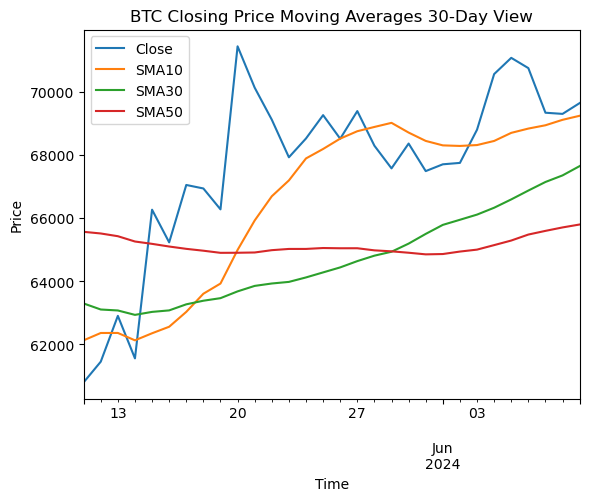 BTC Closing Price Moving Averages 30-Day View
Close
SMA10
SMA30
SMA50
70000
68000
66000
64000
62000
Price
13
20
27
03
Jun
2024
Time